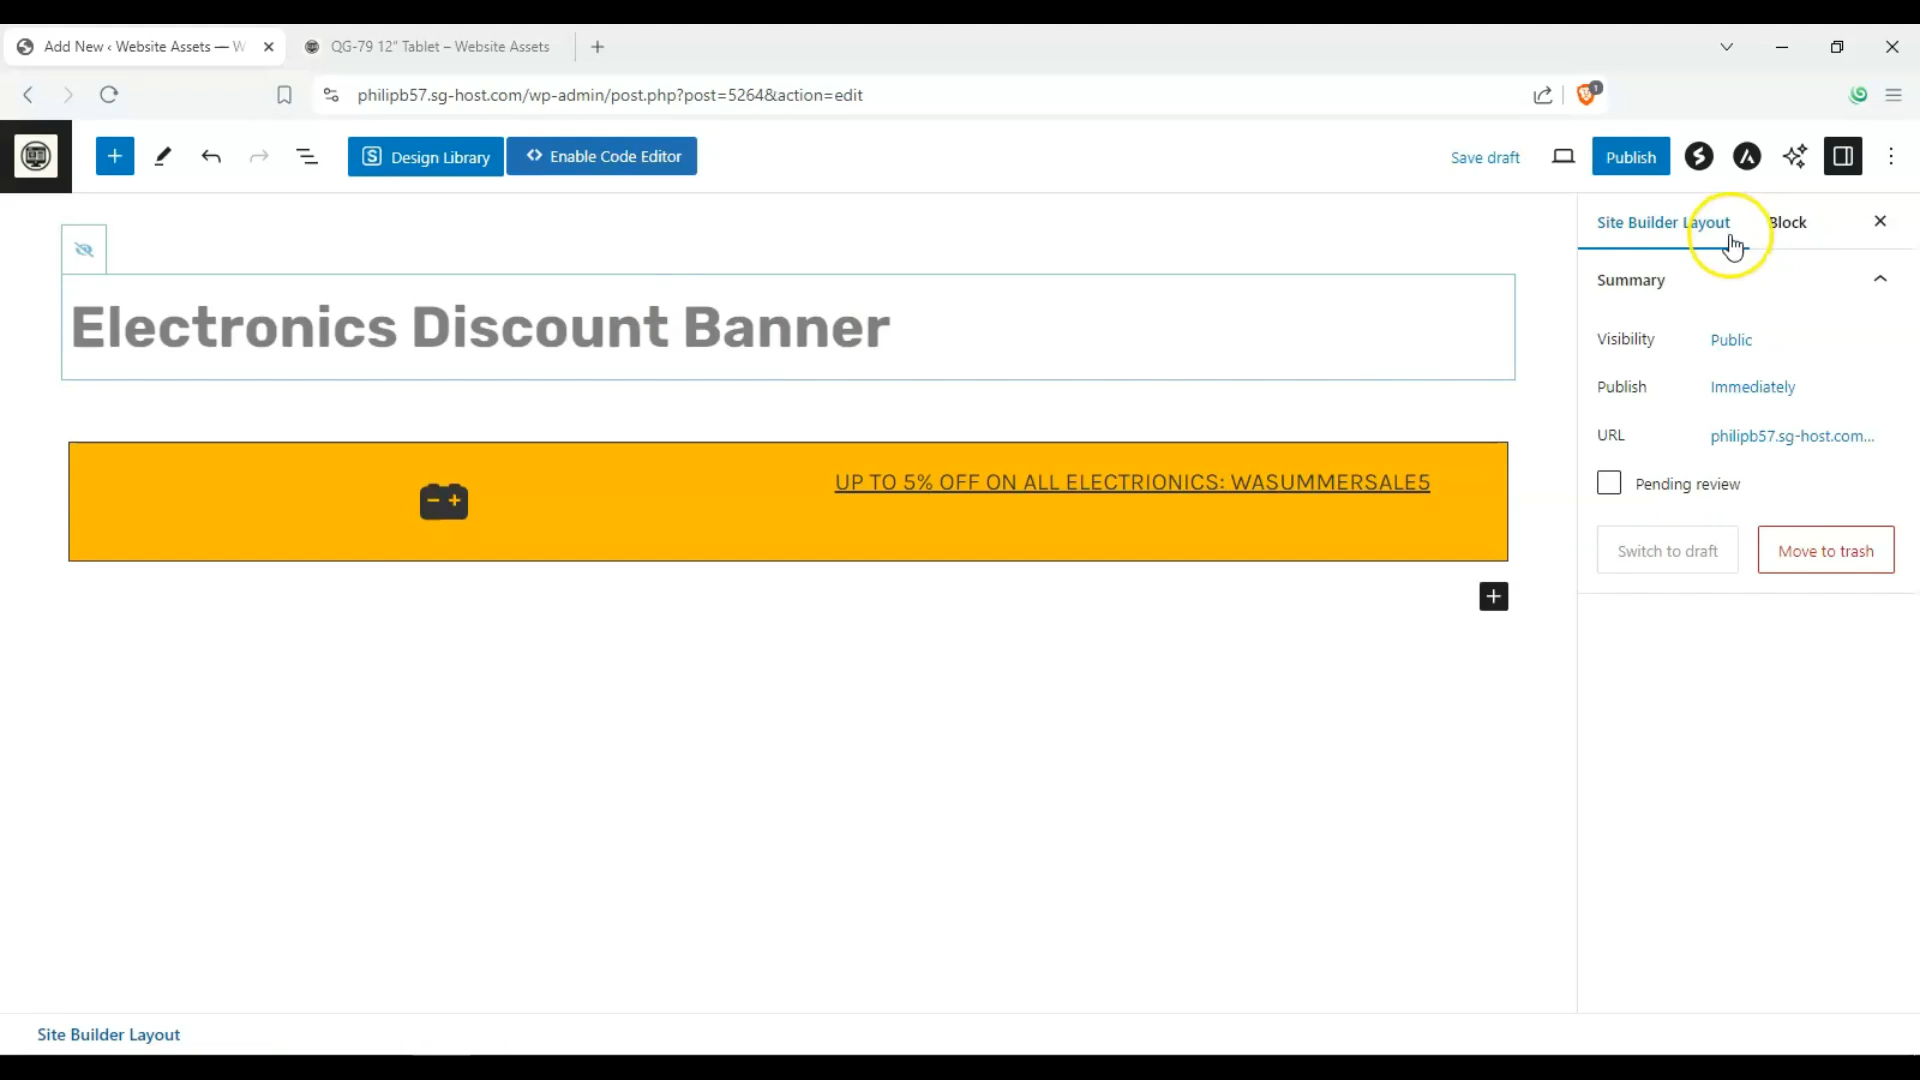 Add New ‹ Website Assets — W
QG-79 12" Tablet – Website Assets
philipb57.sg-host.com/wp-admin/post.php?post=5264&action=edit
1
Design Library
Enable Code Editor
Save draft
Publish
Site Builder Layout
Block
Summary
Electronics Discount Banner
Visibility
Public
Publish
Immediately
URL
philipb57.sg-host.com...
UP TO 5% OFF ON ALL ELECTRIONICS: WASUMMERSALE5
Pending review
Switch to draft
Move to trash
Site Builder Layout